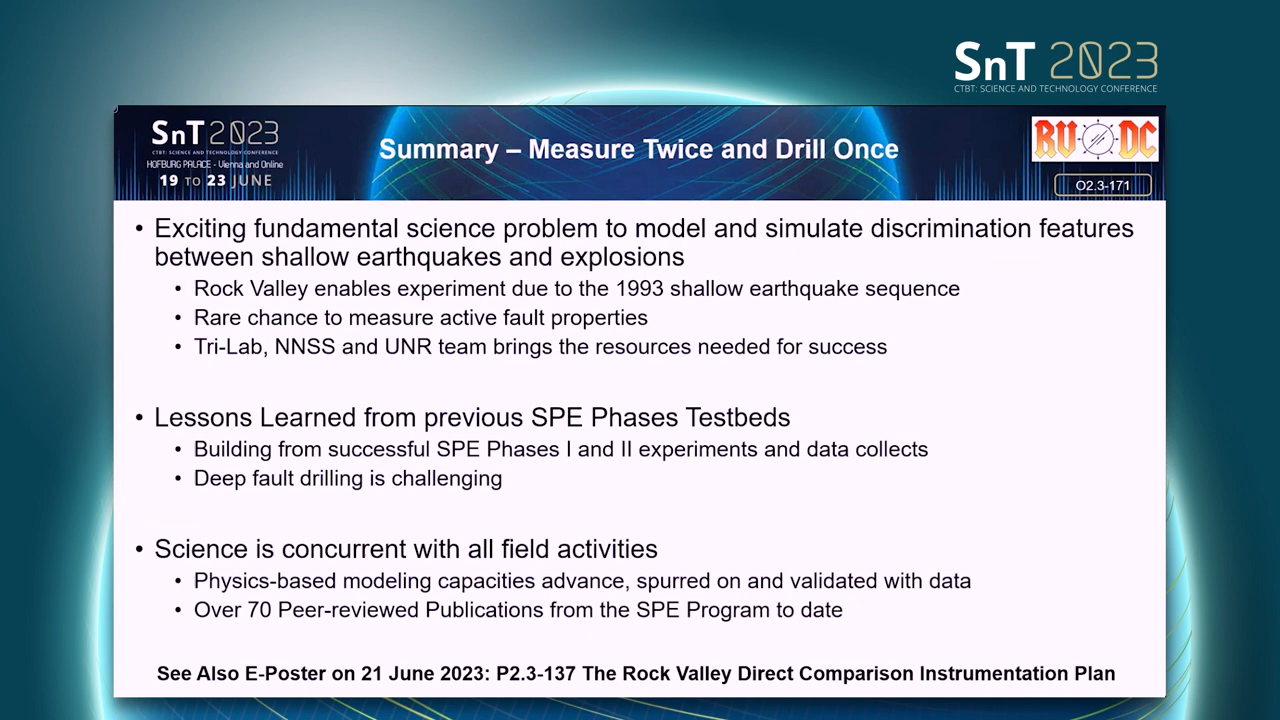 SnT 2023
CTBT: SCIENCE AND TECHNOLOGY CONFERENCE
SnT 2023
CTBT: SCIENCE AND TECHNOLOGY CONFERENCE
HOFBURG PALACE - Vienna and Online
19 TO 23 JUNE
Summary – Measure Twice and Drill Once
RV DC
O2.3-171
• Exciting fundamental science problem to model and simulate discrimination features
between shallow earthquakes and explosions
• Rock Valley enables experiment due to the 1993 shallow earthquake sequence
• Rare chance to measure active fault properties
• Tri-Lab, NNSS and UNR team brings the resources needed for success
• Lessons Learned from previous SPE Phases Testbeds
• Building from successful SPE Phases I and II experiments and data collects
• Deep fault drilling is challenging
• Science is concurrent with all field activities
• Physics-based modeling capacities advance, spurred on and validated with data
• Over 70 Peer-reviewed Publications from the SPE Program to date
See Also E-Poster on 21 June 2023: P2.3-137 The Rock Valley Direct Comparison Instrumentation Plan